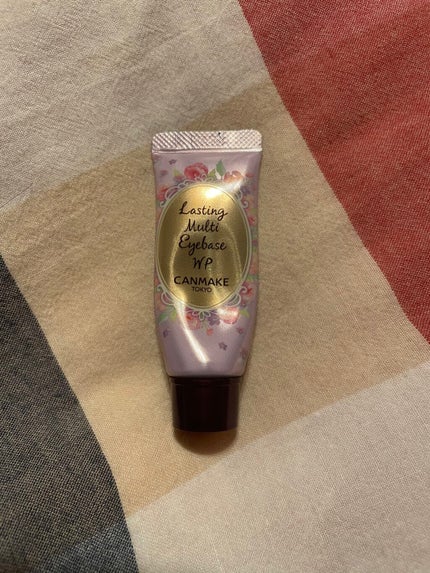 Lasting
Multi
Eyebase
WP
CANMAKE
TOKYO